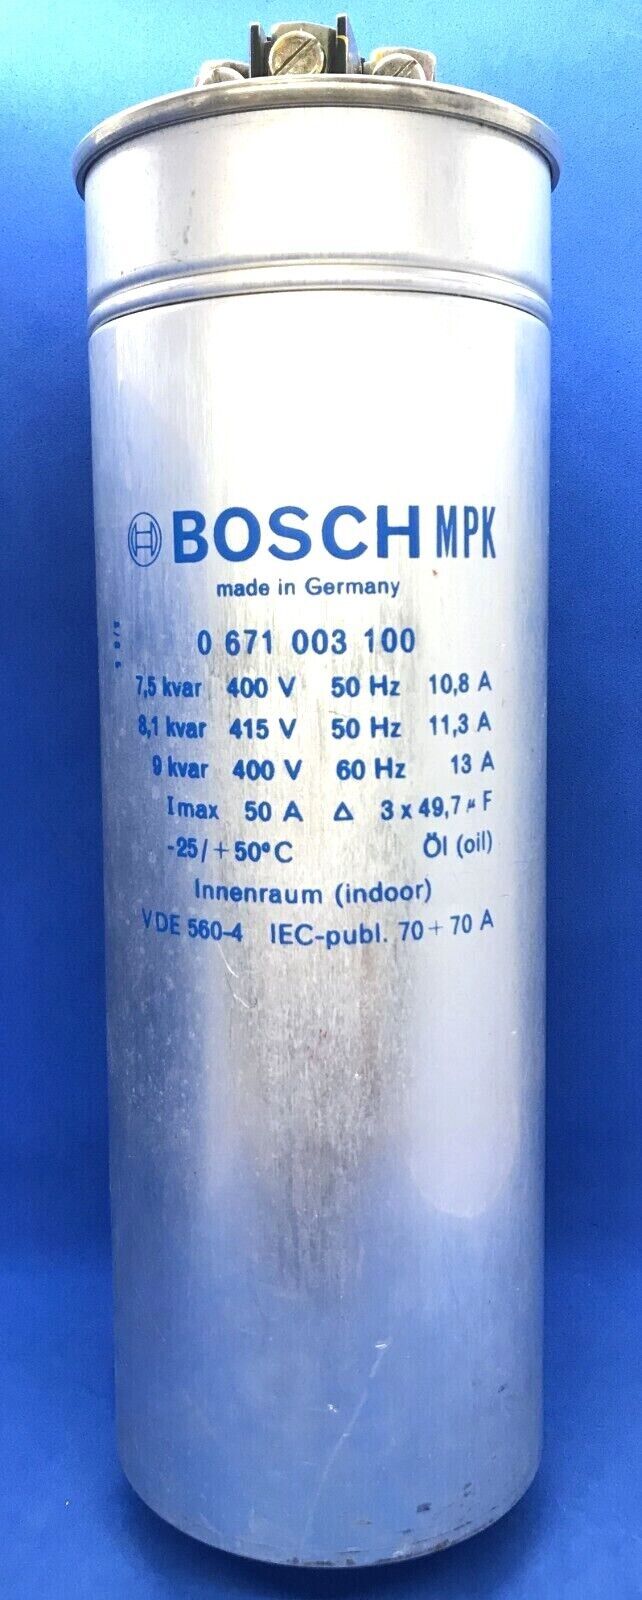 BOSCH MPK
made in Germany
0 671 003 100
7,5 kvar 400 V 50 Hz 10,8 A
8,1 kvar 415 V 50 Hz 11,3 A
9 kvar 400 V 60 Hz 13 A
Imax 50 A Δ 3 x 49,7 µF
-25/+50°C Öl (oil)
Innenraum (indoor)
VDE 560-4 IEC-publ. 70+70 A